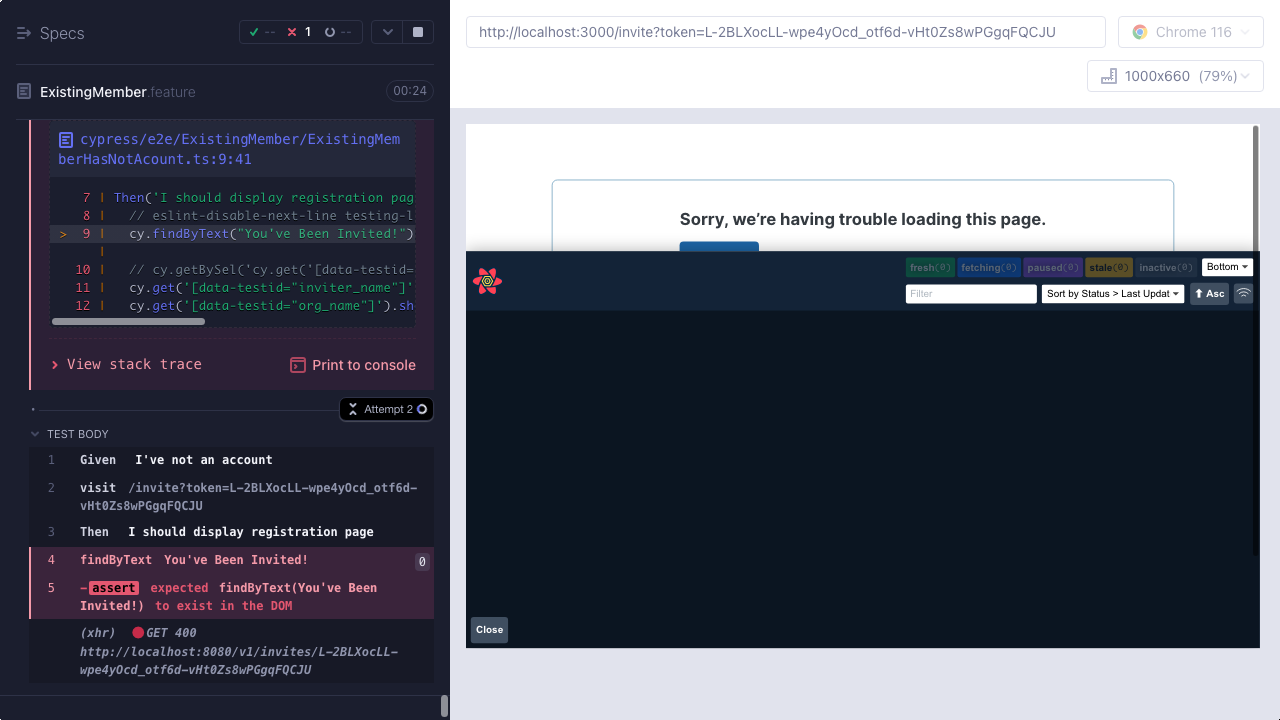 Specs
-- 1 --
ExistingMember.feature
00:24
cypress/e2e/ExistingMember/ExistingMem
berHasNotAcount.ts:9:41
7 | Then('I should display registration pag
8 | // eslint-disable-next-line testing-l
> 9 | cy.findByText("You've Been Invited!")
|
10 | // cy.getBySel('cy.get('[data-testid=
11 | cy.get('[data-testid="inviter_name"]'
12 | cy.get('[data-testid="org_name"]').sh
View stack trace
Print to console
Attempt 2
TEST BODY
1 Given I've not an account
2 visit /invite?token=L-2BLXocLL-wpe4yOcd_otf6d-
vHt0Zs8wPGgqFQCJU
3 Then I should display registration page
4 findByText You've Been Invited! 0
5 -assert expected findByText(You've Been
Invited!) to exist in the DOM
(xhr) GET 400
http://localhost:8080/v1/invites/L-2BLXocLL-
wpe4yOcd_otf6d-vHt0Zs8wPGgqFQCJU
http://localhost:3000/invite?token=L-2BLXocLL-wpe4yOcd_otf6d-vHt0Zs8wPGgqFQCJU
Chrome 116
1000x660 (79%)
Sorry, we’re having trouble loading this page.
fresh(0) fetching(0) paused(0) stale(0) inactive(0) Bottom
Filter Sort by Status > Last Updat Asc
Close